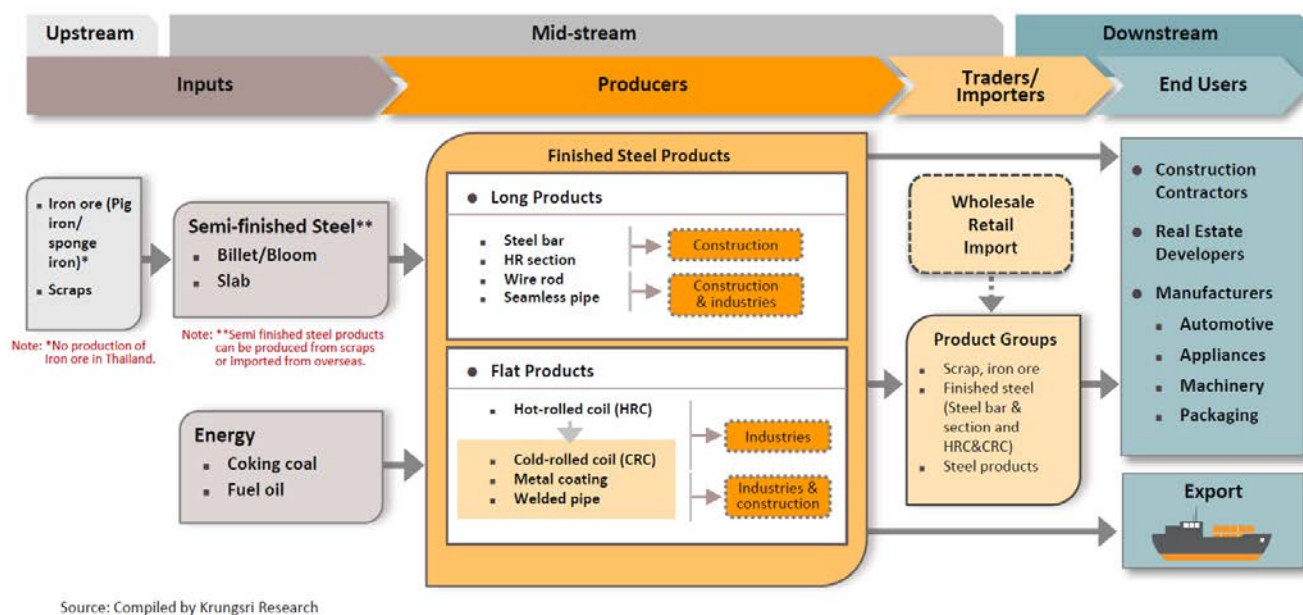 Upstream
Mid-stream
Downstream
Inputs
Producers
Traders/
Importers
End Users
Iron ore (Pig
iron/
sponge
iron)*
Scraps
Note: *No production of
Iron ore in Thailand.
Semi-finished Steel**
Billet/Bloom
Slab
Note: **Semi finished steel products
can be produced from scraps
or Imported from overseas.
Energy
Coking coal
Fuel oil
Finished Steel Products
Long Products
Steel bar
HR section
Wire rod
Seamless pipe
Construction
Construction
& industries
Flat Products
Hot-rolled coil (HRC)
Cold-rolled coil (CRC)
Metal coating
Welded pipe
Industries
Industries &
construction
Wholesale
Retail
Import
Product Groups
Scrap, iron ore
Finished steel
(Steel bar &
section and
HRC&CRC)
Steel products
Construction
Contractors
Real Estate
Developers
Manufacturers
Automotive
Appliances
Machinery
Packaging
Export
Source: Compiled by Krungsri Research